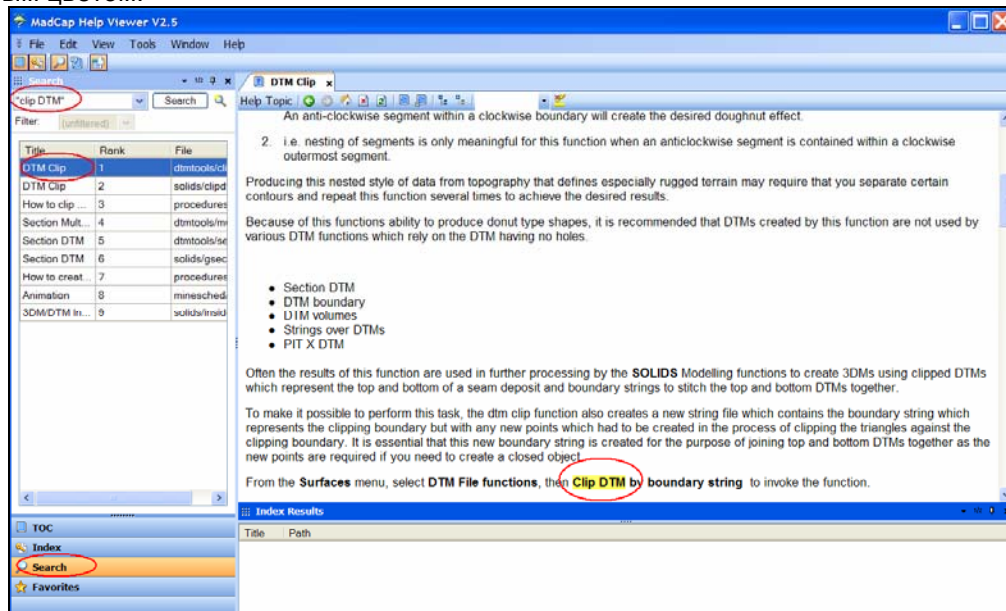 MadCap Help Viewer V2.5
File Edit View Tools Window Help
Search
DTM Clip
"clip DTM" Search
Help Topic
Filter: (unfiltered)
Title Rank File
DTM Clip 1 dtmtools/cli
DTM Clip 2 solids/clipd
How to clip ... 3 procedures
Section Mult... 4 dtmtools/m
Section DTM 5 dtmtools/se
Section DTM 6 solids/gsec
How to creat... 7 procedures
Animation 8 minesched
3DM/DTM In... 9 solids/insid
TOC
Index
Search
Favorites
An anti-clockwise segment within a clockwise boundary will create the desired doughnut effect.
2. i.e. nesting of segments is only meaningful for this function when an anticlockwise segment is contained within a clockwise
outermost segment.
Producing this nested style of data from topography that defines especially rugged terrain may require that you separate certain
contours and repeat this function several times to achieve the desired results.
Because of this functions ability to produce donut type shapes, it is recommended that DTMs created by this function are not used by
various DTM functions which rely on the DTM having no holes.
• Section DTM
• DTM boundary
• DTM volumes
• Strings over DTMs
• PIT X DTM
Often the results of this function are used in further processing by the SOLIDS Modelling functions to create 3DMs using clipped DTMs
which represent the top and bottom of a seam deposit and boundary strings to stitch the top and bottom DTMs together.
To make it possible to perform this task, the dtm clip function also creates a new string file which contains the boundary string which
represents the clipping boundary but with any new points which had to be created in the process of clipping the triangles against the
clipping boundary. It is essential that this new boundary string is created for the purpose of joining top and bottom DTMs together as the
new points are required if you need to create a closed object.
From the Surfaces menu, select DTM File functions, then Clip DTM by boundary string to invoke the function.
Index Results
Title Path